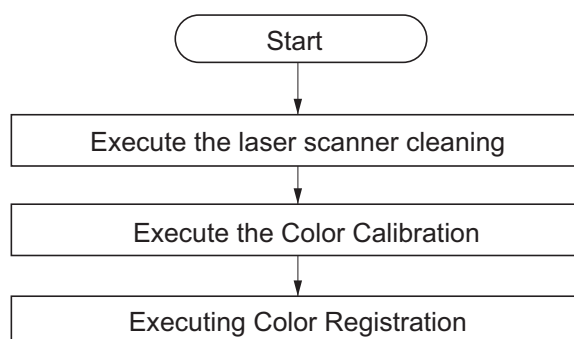 Start
Execute the laser scanner cleaning
Execute the Color Calibration
Executing Color Registration